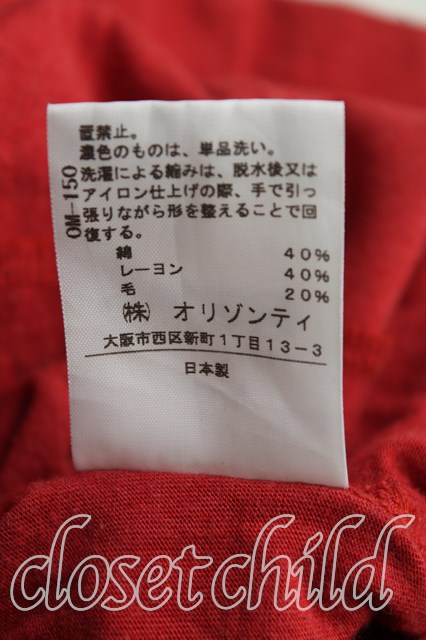 置禁止。
濃色のものは、単品洗い。
洗濯による縮みは、脱水後又は
アイロン仕上げの際、手で引っ
張りながら形を整えることで回
復する。
OM-150
綿 40%
レーヨン 40%
毛 20%
㈱ オリゾンティ
大阪市西区新町1丁目13-3
日本製
closet child